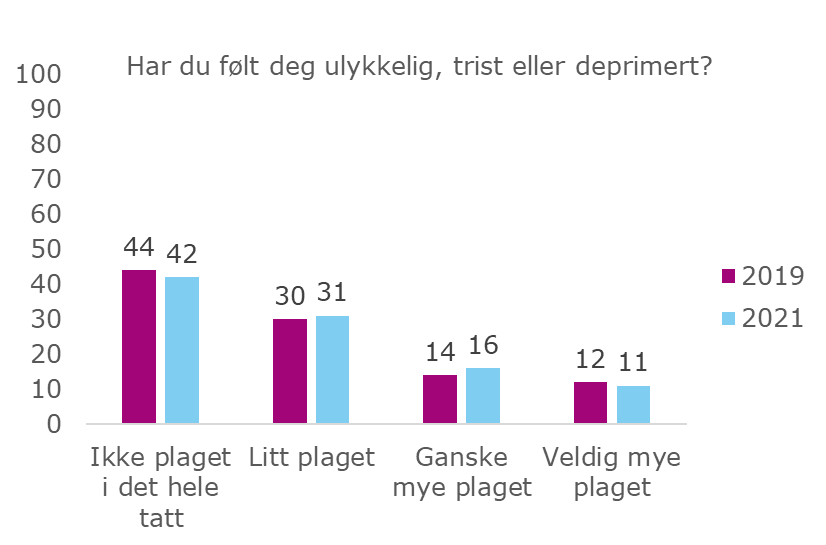 Har du følt deg ulykkelig, trist eller deprimert?
100
90
80
70
60
50
40
30
20
10
0
44
42
30
31
14
16
12
11
Ikke plaget
i det hele
tatt
Litt plaget
Ganske
mye plaget
Veldig mye
plaget
2019
2021